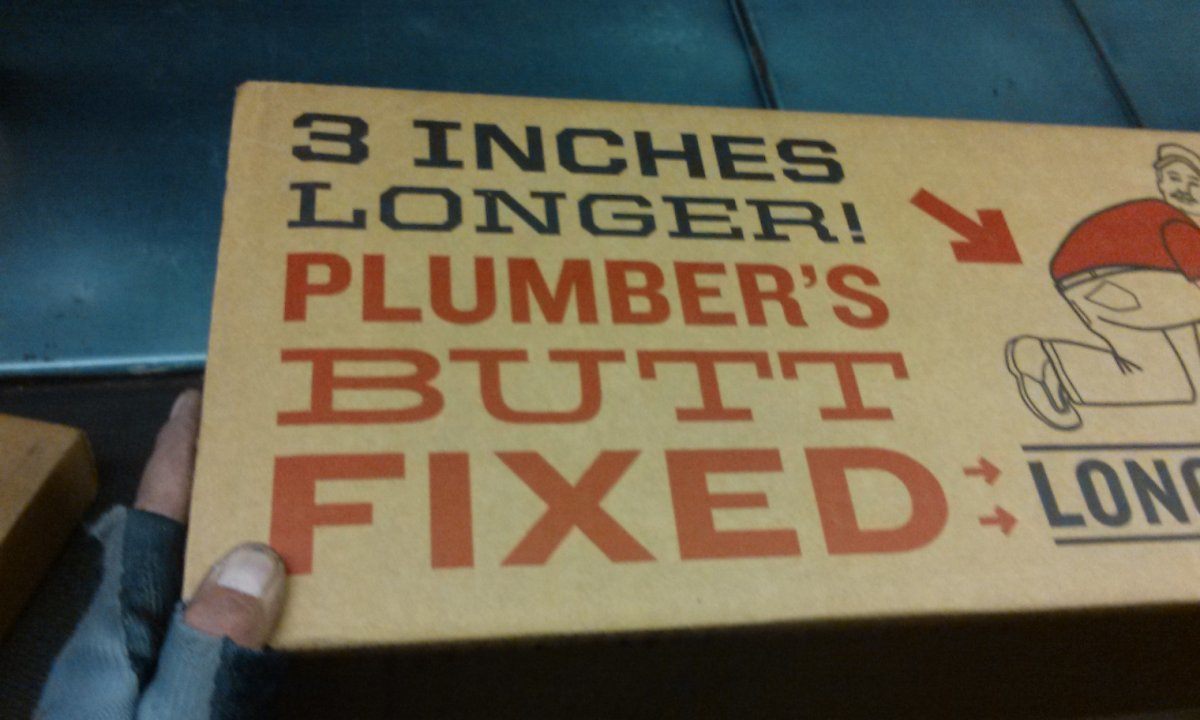 3 INCHES
LONGER!
PLUMBER'S
BUTT
FIXED